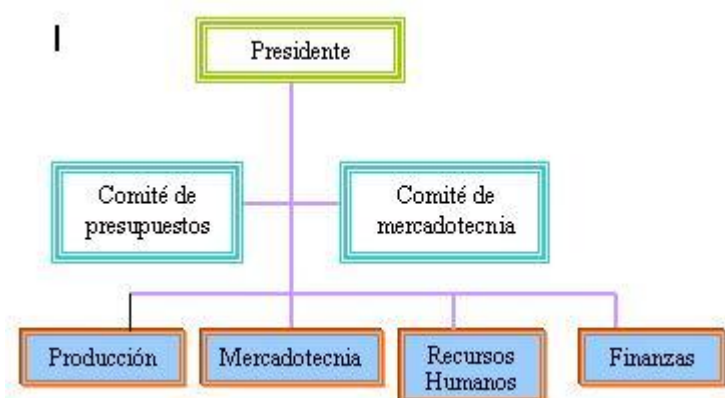 I
Presidente
Comité de
presupuestos
Comité de
mercadotecnia
Producción
Mercadotecnia
Recursos
Humanos
Finanzas